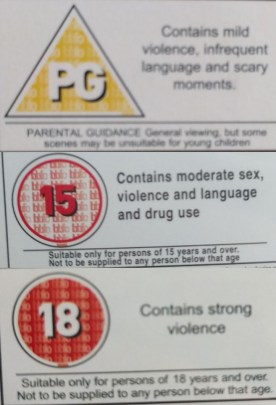 PG
Contains mild
violence, infrequent
language and scary
moments.
PARENTAL GUIDANCE General viewing, but some
scenes may be unsuitable for young children
15
Contains moderate sex,
violence and language
and drug use
Suitable only for persons of 15 years and over.
Not to be supplied to any person below that age
18
Contains strong
violence
Suitable only for persons of 18 years and over.
Not to be supplied to any person below that age.